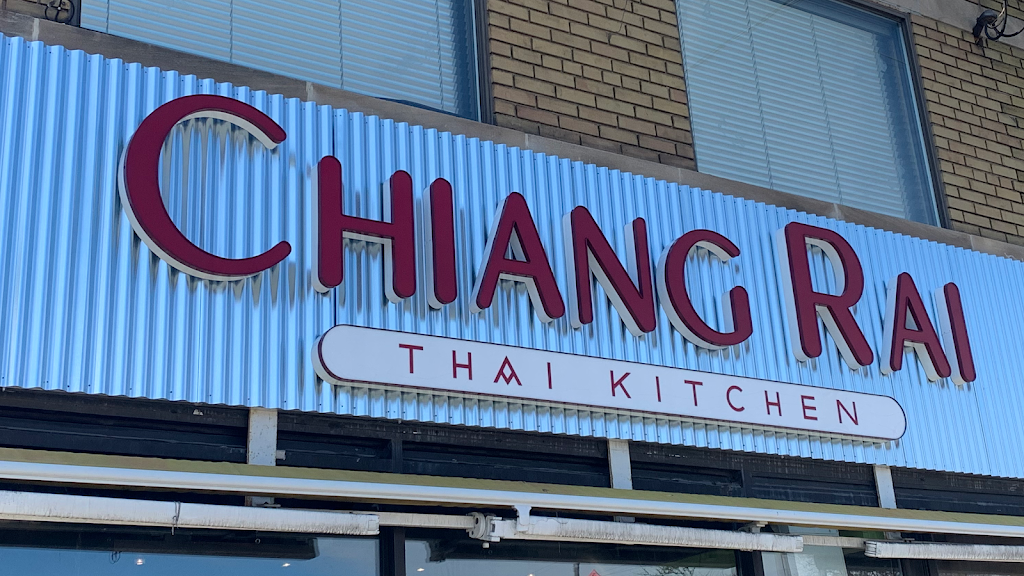 CHIANG RAI
THAI KITCHEN